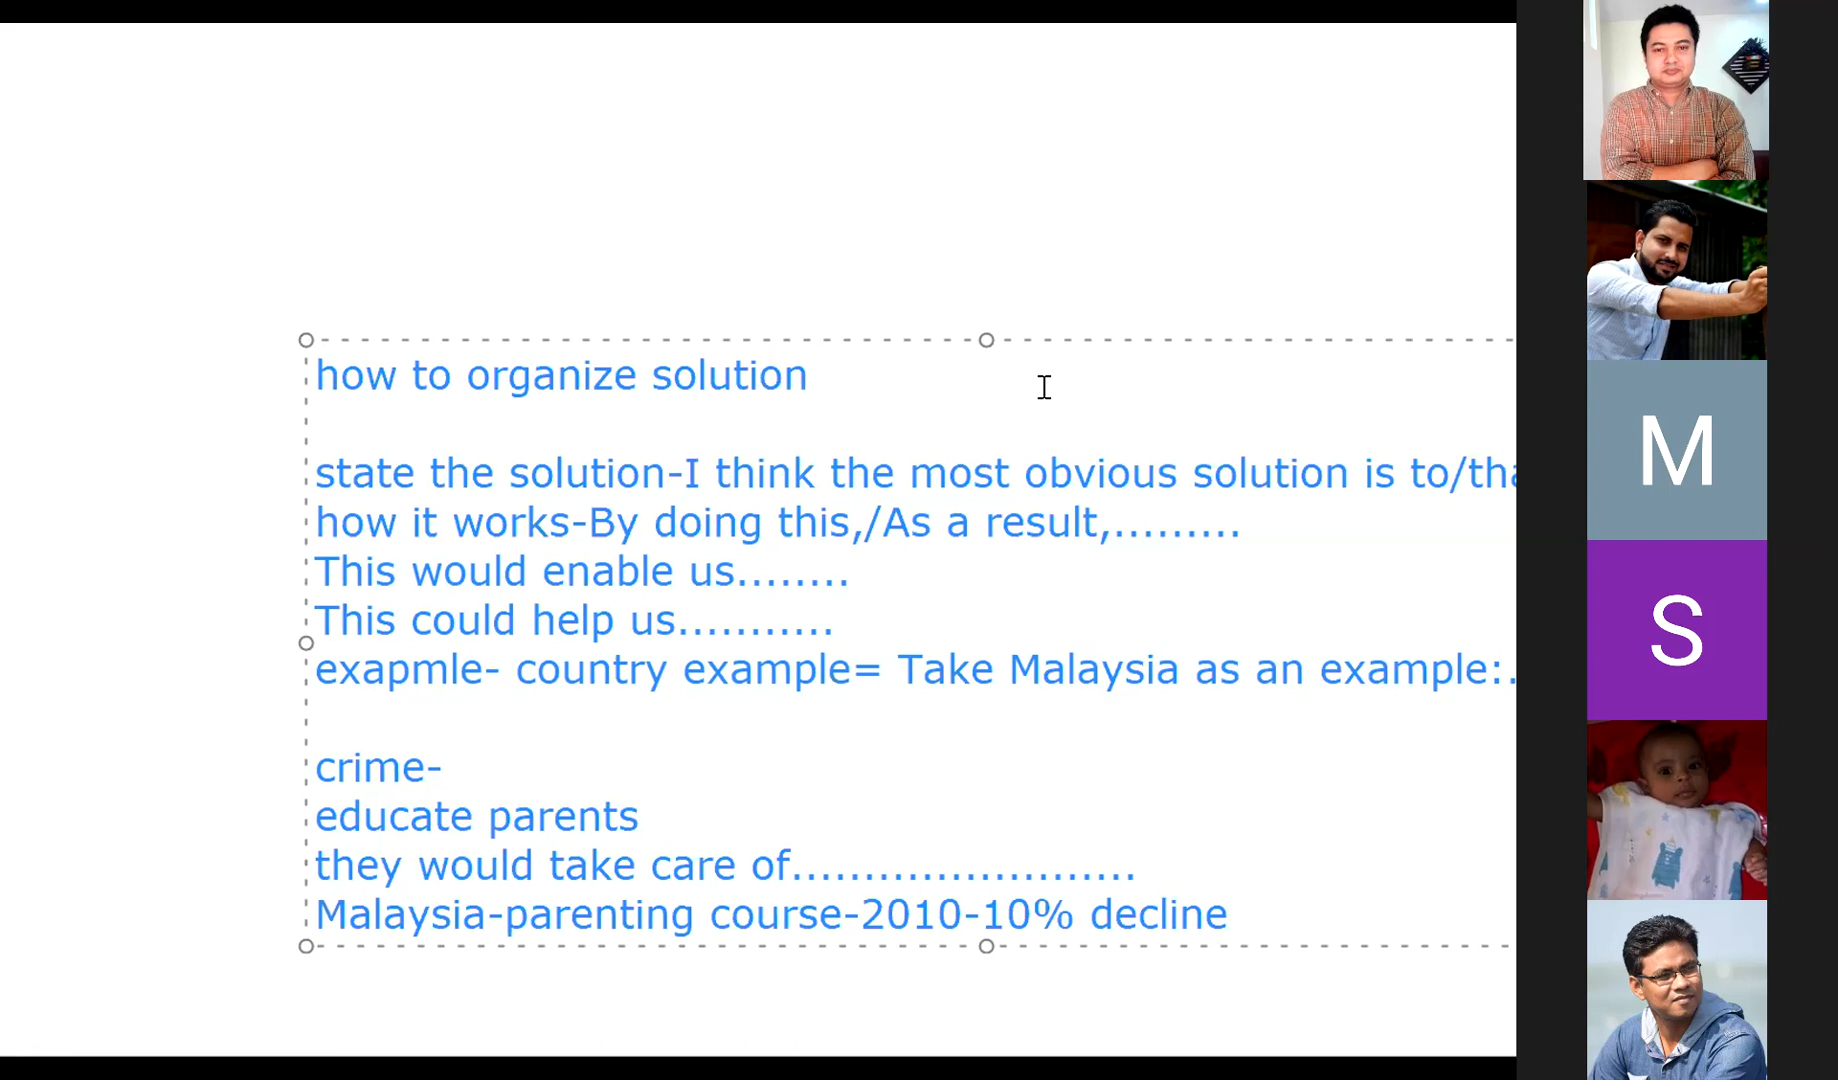 how to organize solution
state the solution-I think the most obvious solution is to/tha
how it works-By doing this,/As a result,.........
This would enable us........
This could help us...........
exapmle- country example= Take Malaysia as an example:.
crime-
educate parents
they would take care of........................
Malaysia-parenting course-2010-10% decline
M
S